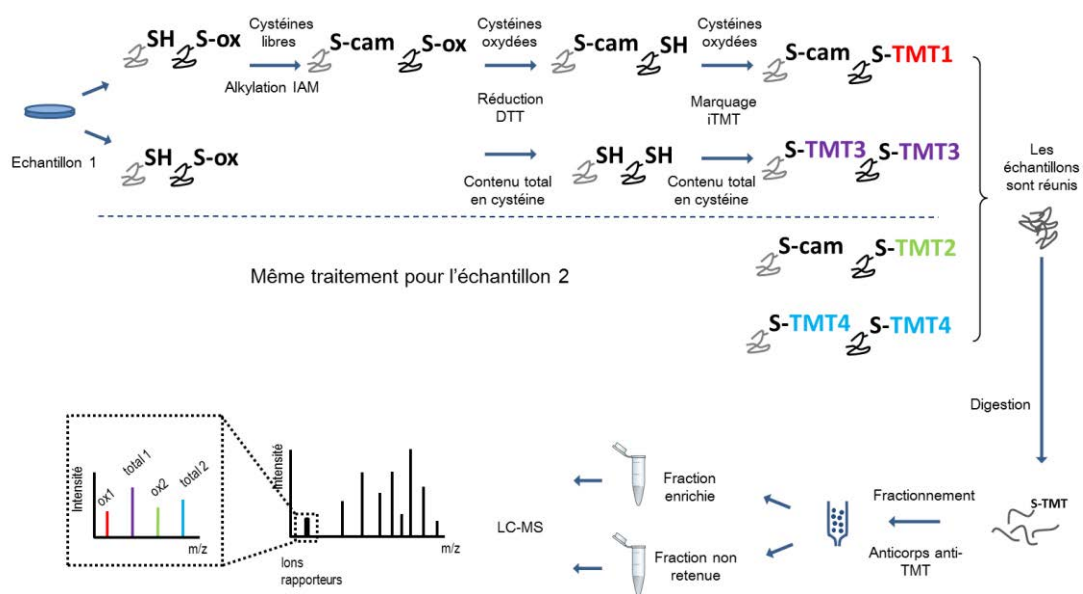 SH S-ox
Cystéines
libres
Alkylation IAM
S-cam S-ox
Cystéines
oxydées
Réduction
DTT
S-cam SH
Cystéines
oxydées
Marquage
iTMT
S-cam S-TMT1
Echantillon 1
SH S-ox
Contenu total
en cystéine
SH SH
Contenu total
en cystéine
S-TMT3 S-TMT3
Les
échantillons
sont réunis
S-cam S-TMT2
Même traitement pour l'échantillon 2
S-TMT4 S-TMT4
Digestion
Intensité
ox1
total 1
ox2
total 2
m/z
Intensité
m/z
Ions
rapporteurs
LC-MS
Fraction
enrichie
Fraction non
retenue
Fractionnement
Anticorps anti-
TMT
S-TMT